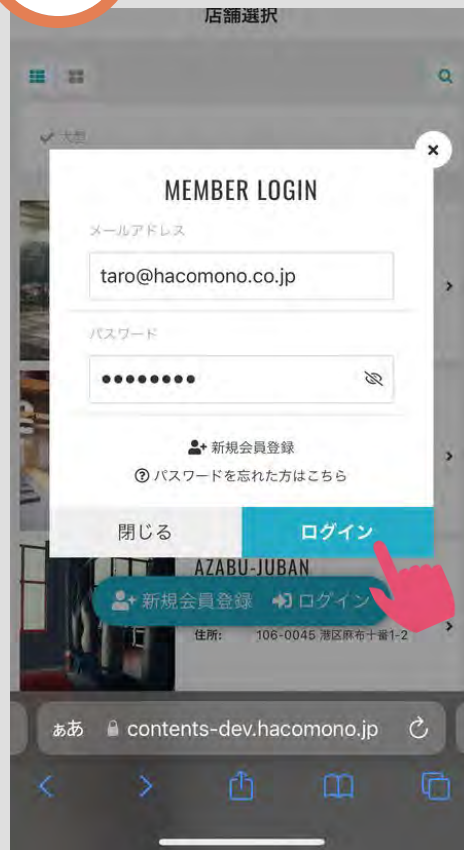 店舗選択
大型
MEMBER LOGIN
メールアドレス
taro@hacomono.co.jp
パスワード
●●●●●●●●
新規会員登録
パスワードを忘れた方はこちら
閉じる
ログイン
AZABU-JUBAN
新規会員登録 ログイン
住所: 106-0045 港区麻布十番1-2
ぁあ contents-dev.hacomono.jp